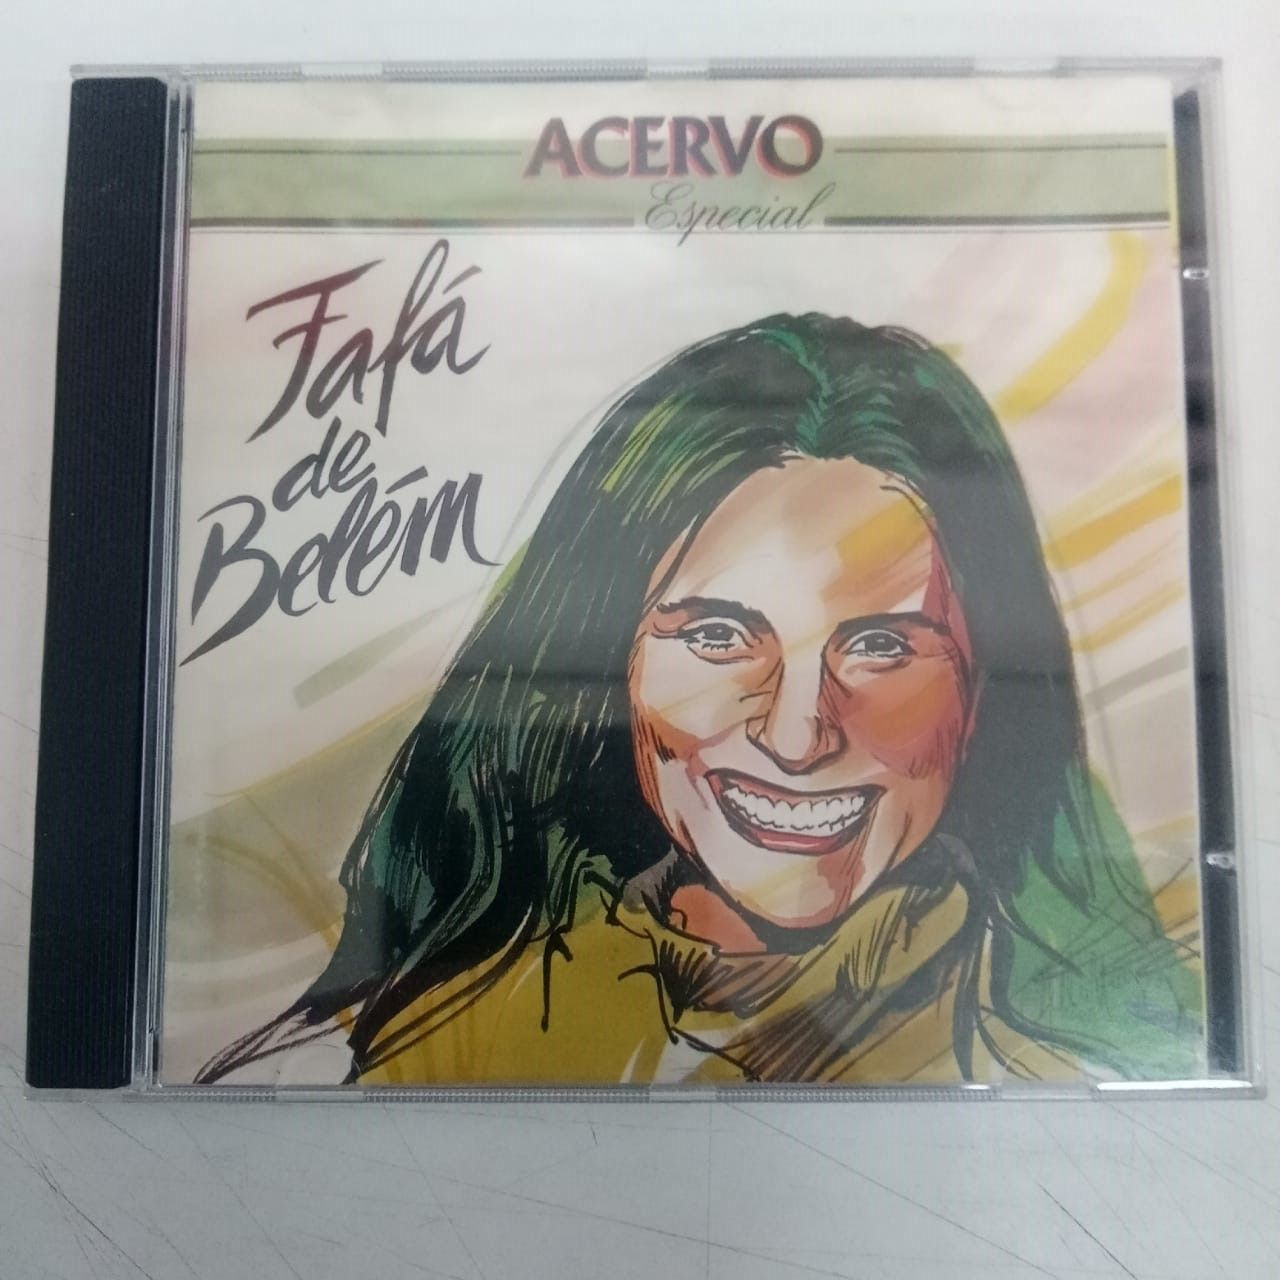 ACERVO
Especial
Fafá
de
Belém